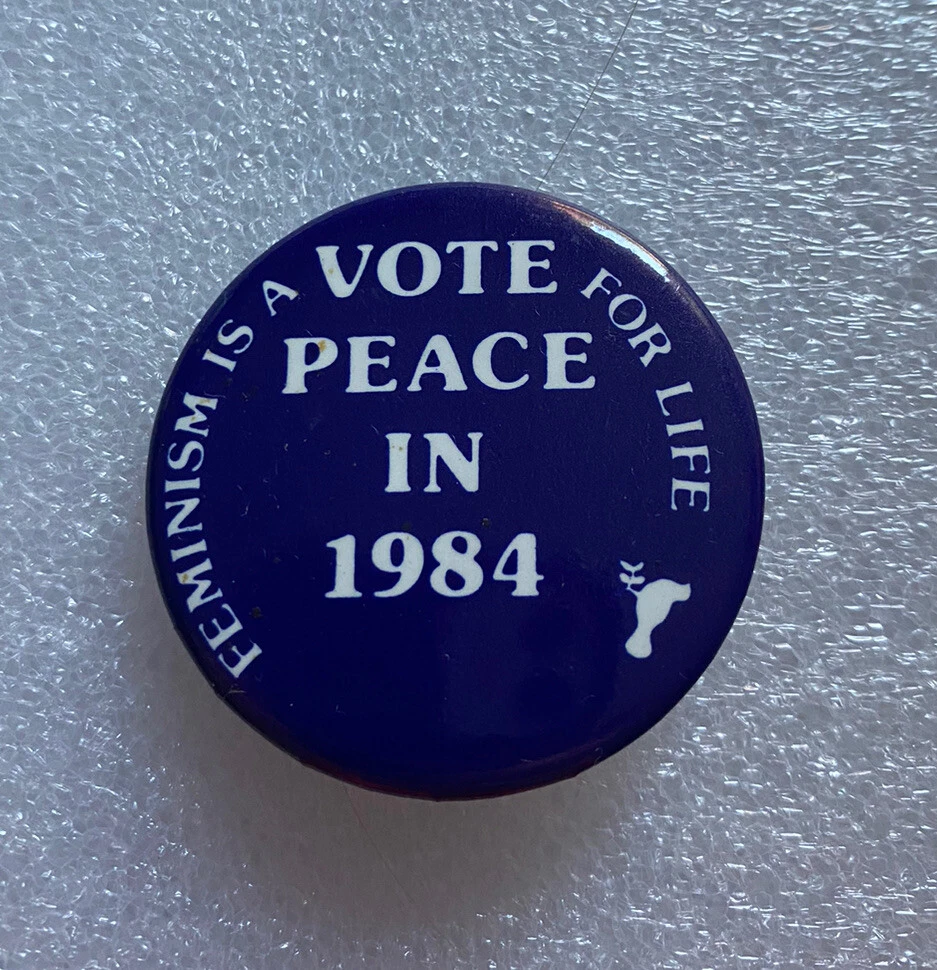 FEMINISM IS A VOTE FOR LIFE
PEACE
IN
1984